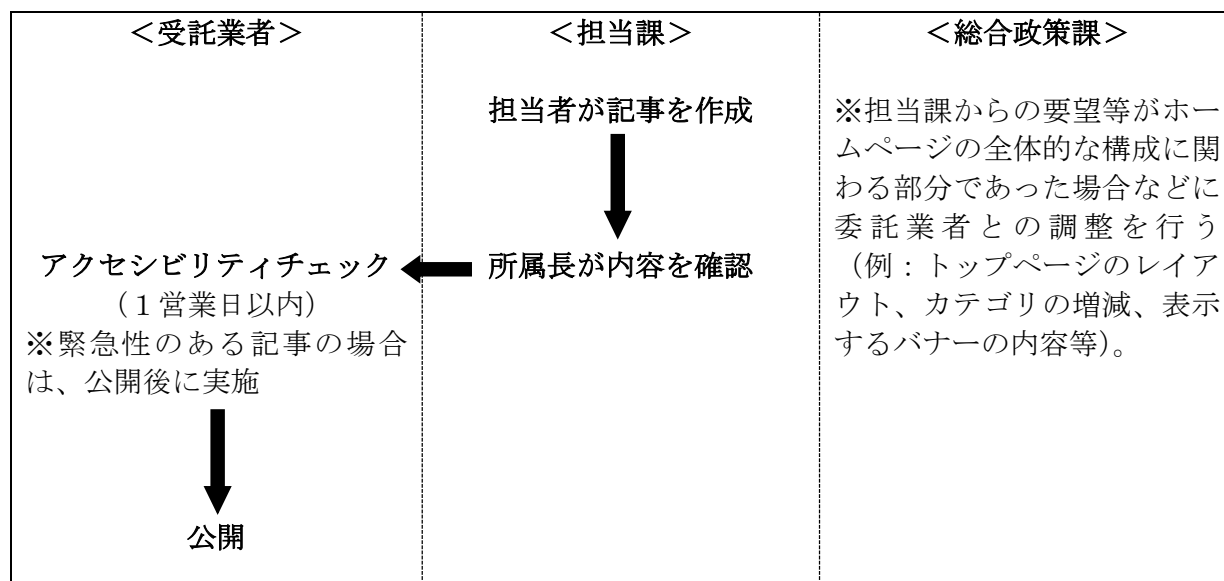 ＜受託業者＞
アクセシビリティチェック
（１営業日以内）
※緊急性のある記事の場合
は、公開後に実施
公開
＜担当課＞
担当者が記事を作成
所属長が内容を確認
＜総合政策課＞
※担当課からの要望等がホー
ムページの全体的な構成に関
わる部分であった場合などに
委託業者との調整を行う
（例：トップページのレイア
ウト、カテゴリの増減、表示
するバナーの内容等）。